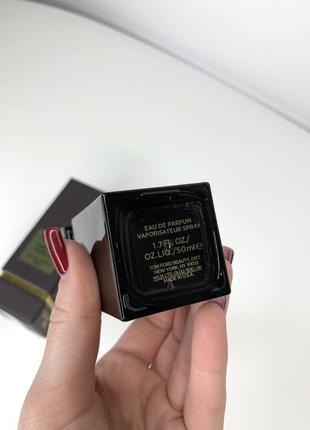 EAU DE PARFUM
VAPORISATEUR SPRAY
1.7 FL.OZ/
OZ.LIQ./50ml e
TOM FORD BEAUTY, DIST.
NEW YORK, NY 10022
MADE IN U.S.A.